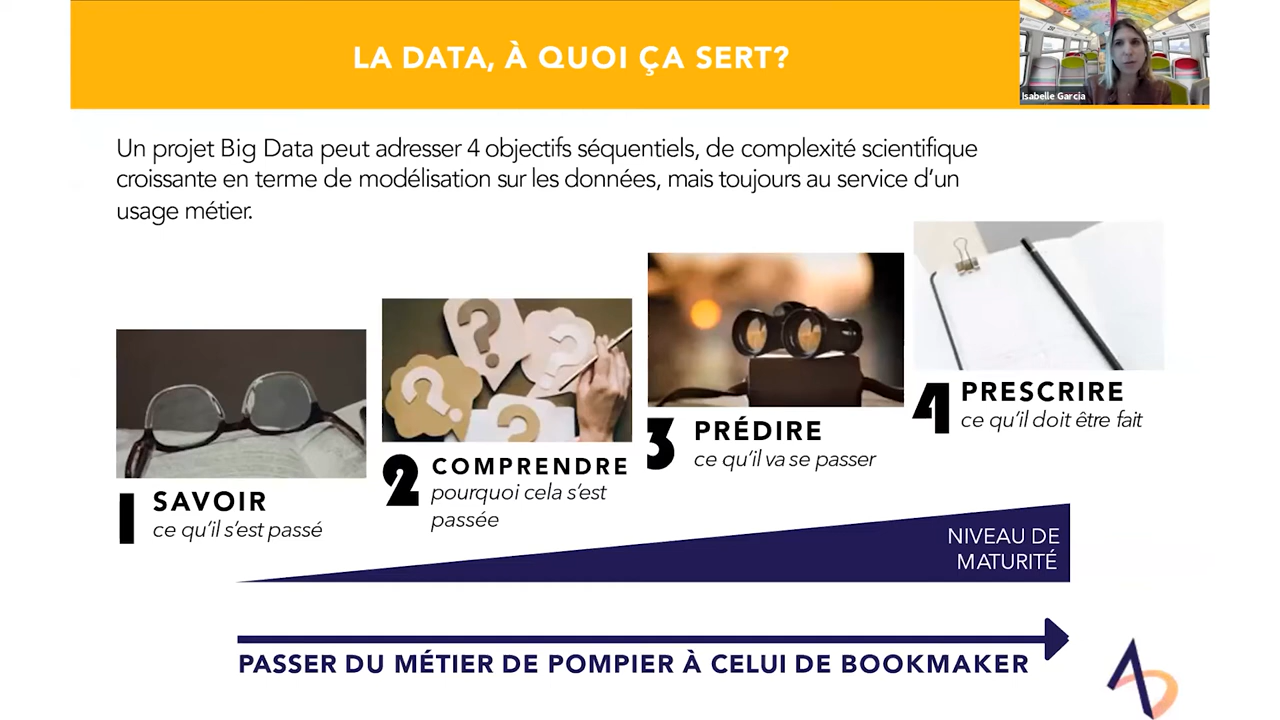 LA DATA, À QUOI ÇA SERT?
Isabelle Garcia
Un projet Big Data peut adresser 4 objectifs séquentiels, de complexité scientifique
croissante en terme de modélisation sur les données, mais toujours au service d'un
usage métier.
1 SAVOIR
ce qu'il s'est passé
2 COMPRENDRE
pourquoi cela s'est
passée
3 PRÉDIRE
ce qu'il va se passer
4 PRESCRIRE
ce qu'il doit être fait
NIVEAU DE
MATURITÉ
PASSER DU MÉTIER DE POMPIER À CELUI DE BOOKMAKER